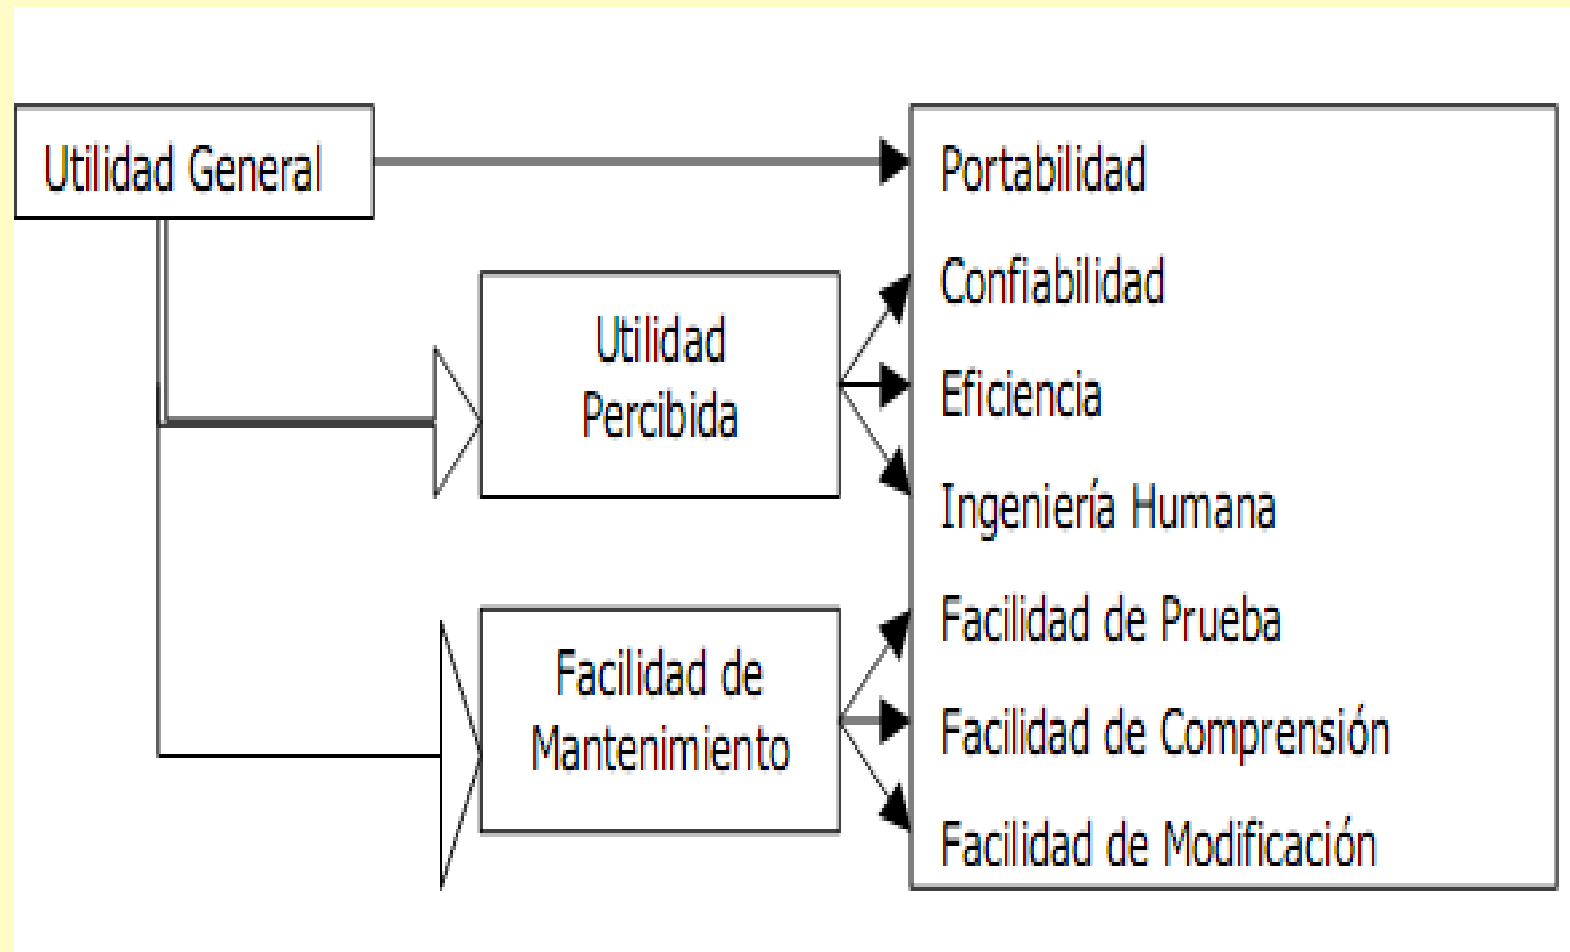 Utilidad General
Utilidad
Percibida
Facilidad de
Mantenimiento
Portabilidad
Confiabilidad
Eficiencia
Ingeniería Humana
Facilidad de Prueba
Facilidad de Comprensión
Facilidad de Modificación